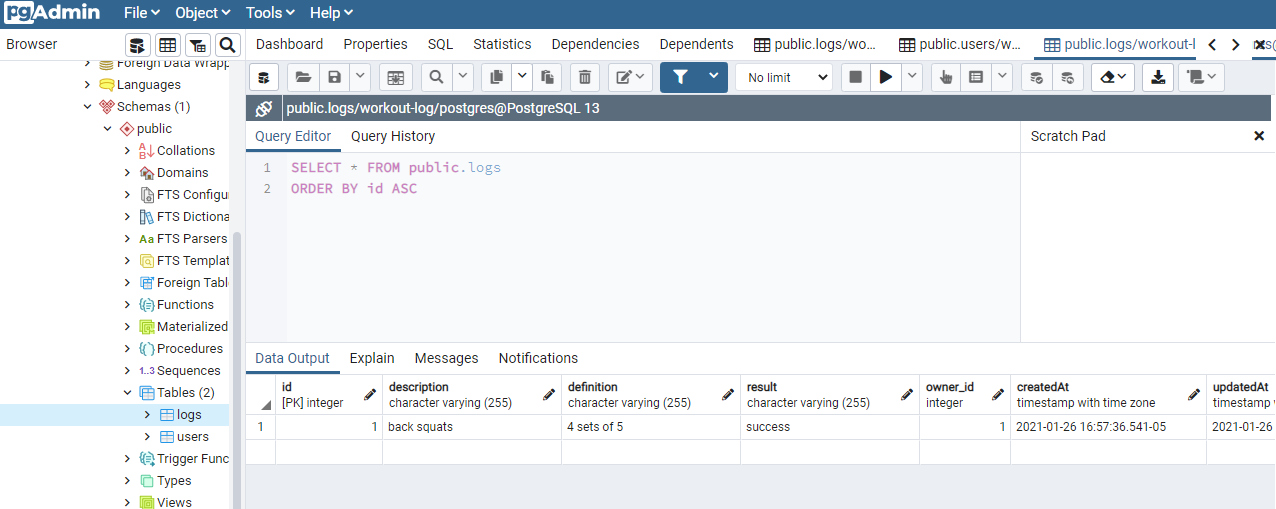 pgAdmin File Object Tools Help
Browser
Dashboard Properties SQL Statistics Dependencies Dependents public.logs/wo... public.users/w... public.logs/workout-l
Foreign Data Wrapp
Languages
Schemas (1)
public
Collations
Domains
FTS Configu
FTS Dictiona
FTS Parsers
FTS Templat
Foreign Tabl
Functions
Materialized
Procedures
1..3 Sequences
Tables (2)
logs
users
Trigger Func
Types
Views
No limit
public.logs/workout-log/postgres@PostgreSQL 13
Query Editor Query History
Scratch Pad
1 SELECT * FROM public.logs
2 ORDER BY id ASC
Data Output Explain Messages Notifications
id description definition result owner_id createdAt updatedAt
[PK] integer character varying (255) character varying (255) character varying (255) integer timestamp with time zone timestamp w
1 1 back squats 4 sets of 5 success 1 2021-01-26 16:57:36.541-05 2021-01-26